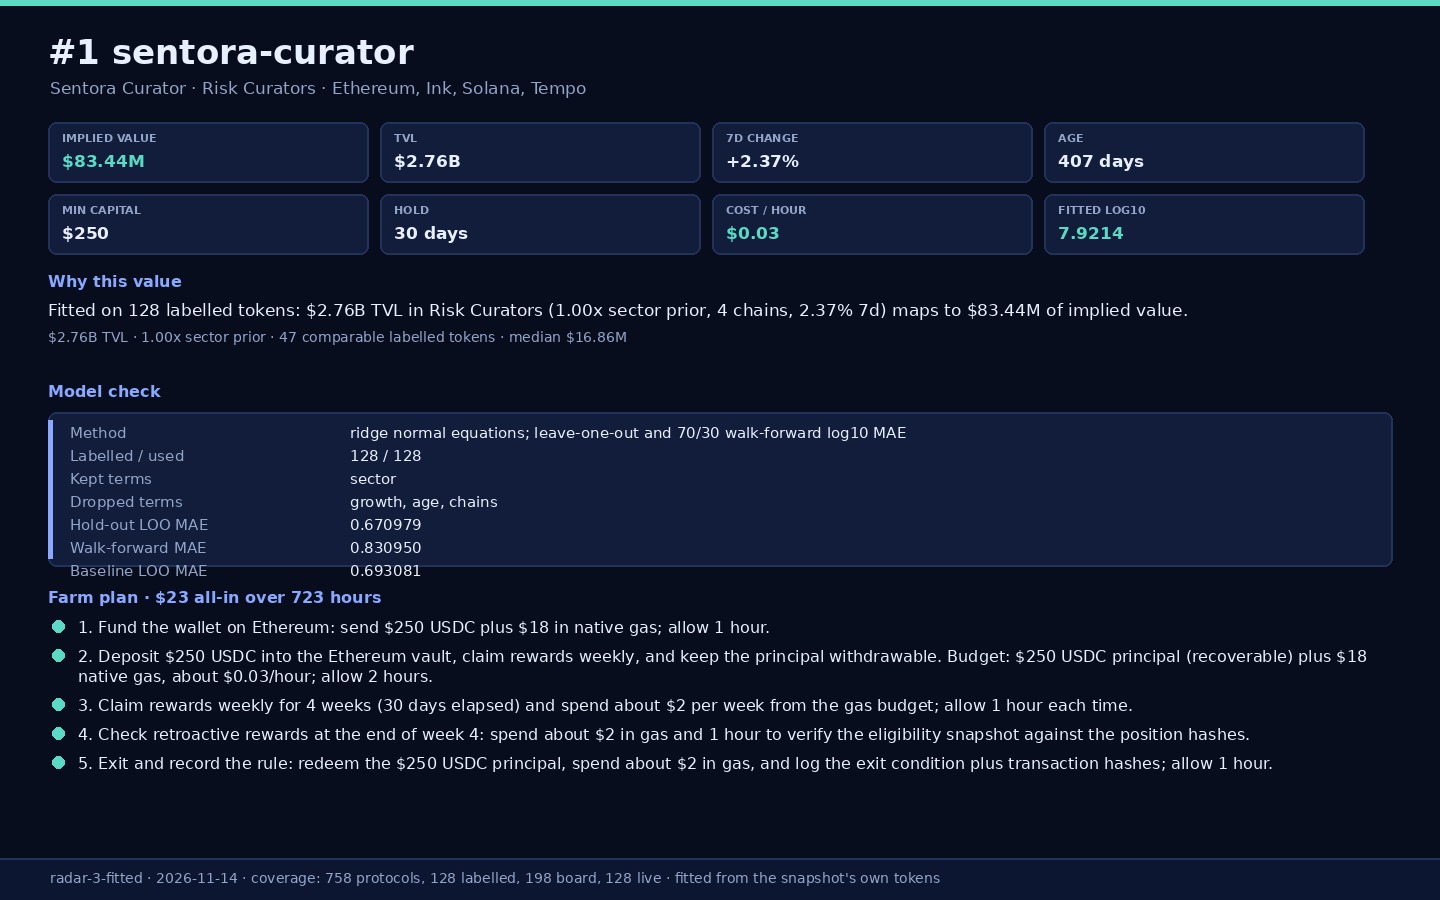 #1 sentora-curator
Sentora Curator · Risk Curators · Ethereum, Ink, Solana, Tempo
IMPLIED VALUE
$83.44M
TVL
$2.76B
7D CHANGE
+2.37%
AGE
407 days
MIN CAPITAL
$250
HOLD
30 days
COST / HOUR
$0.03
FITTED LOG10
7.9214
Why this value
Fitted on 128 labelled tokens: $2.76B TVL in Risk Curators (1.00x sector prior, 4 chains, 2.37% 7d) maps to $83.44M of implied value.
$2.76B TVL · 1.00x sector prior · 47 comparable labelled tokens · median $16.86M
Model check
Method ridge normal equations; leave-one-out and 70/30 walk-forward log10 MAE
Labelled / used 128 / 128
Kept terms sector
Dropped terms growth, age, chains
Hold-out LOO MAE 0.670979
Walk-forward MAE 0.830950
Baseline LOO MAE 0.693081
Farm plan · $23 all-in over 723 hours
1. Fund the wallet on Ethereum: send $250 USDC plus $18 in native gas; allow 1 hour.
2. Deposit $250 USDC into the Ethereum vault, claim rewards weekly, and keep the principal withdrawable. Budget: $250 USDC principal (recoverable) plus $18
native gas, about $0.03/hour; allow 2 hours.
3. Claim rewards weekly for 4 weeks (30 days elapsed) and spend about $2 per week from the gas budget; allow 1 hour each time.
4. Check retroactive rewards at the end of week 4: spend about $2 in gas and 1 hour to verify the eligibility snapshot against the position hashes.
5. Exit and record the rule: redeem the $250 USDC principal, spend about $2 in gas, and log the exit condition plus transaction hashes; allow 1 hour.
radar-3-fitted · 2026-11-14 · coverage: 758 protocols, 128 labelled, 198 board, 128 live · fitted from the snapshot's own tokens